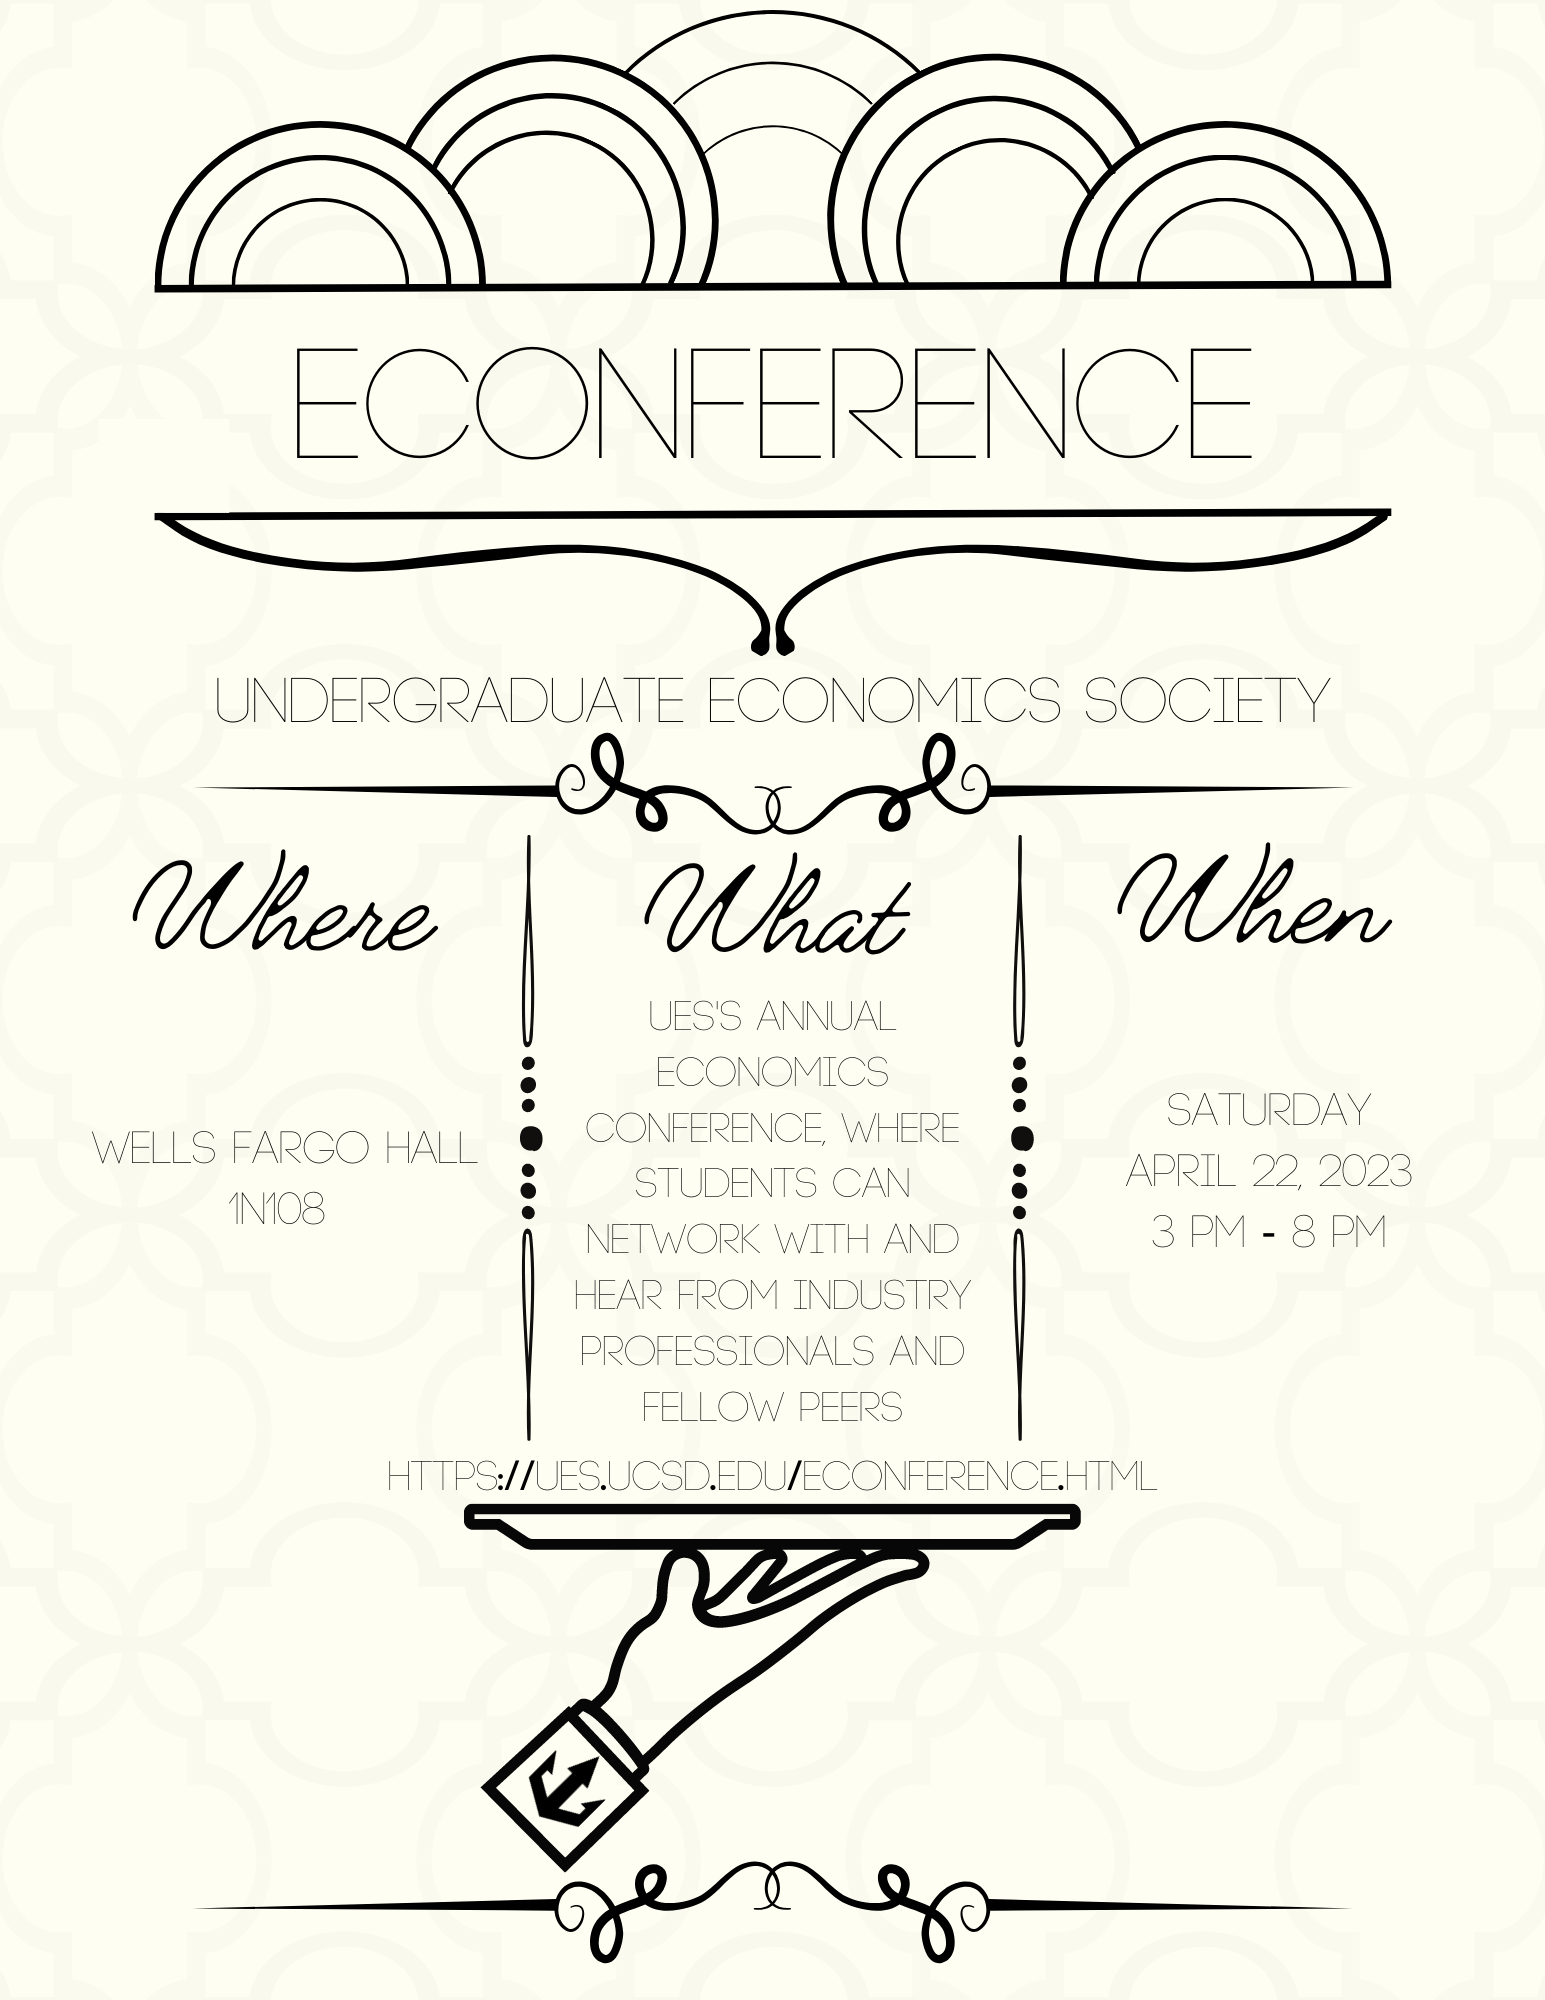 ECONFERENCE
UNDERGRADUATE ECONOMICS SOCIETY
Where
WELLS FARGO HALL
1N108
What
UES'S ANNUAL
ECONOMICS
CONFERENCE, WHERE
STUDENTS CAN
NETWORK WITH AND
HEAR FROM INDUSTRY
PROFESSIONALS AND
FELLOW PEERS
When
SATURDAY
APRIL 22, 2023
3 PM - 8 PM
HTTPS://UES.UCSD.EDU/ECONFERENCE.HTML